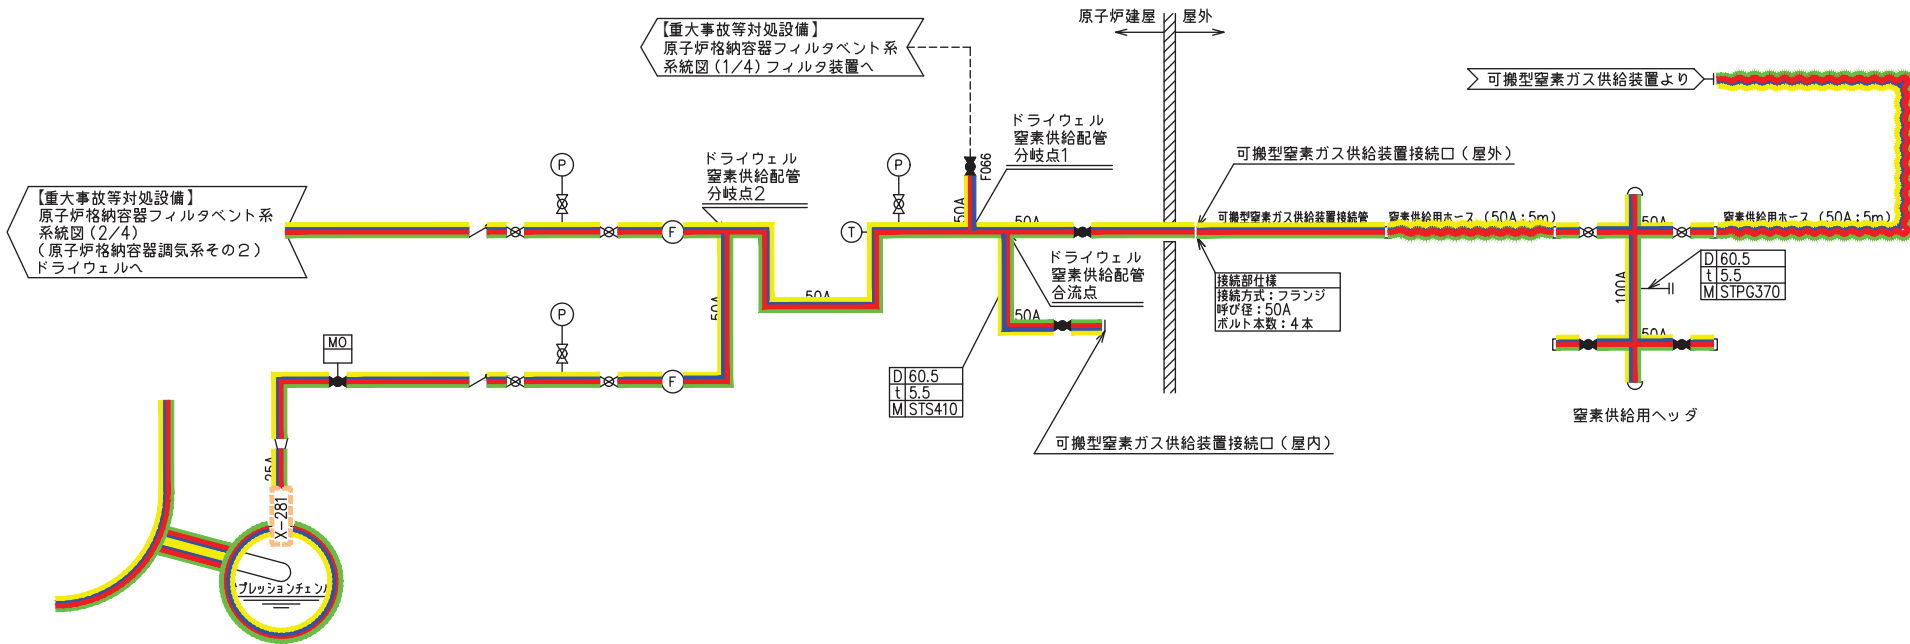 【重大事故等対処設備】
原子炉格納容器フィルタベント系
系統図(1/4)フィルタ装置へ
原子炉建屋
屋外
可搬型窒素ガス供給装置より
ドライウェル
窒素供給配管
分岐点1
F066
50A
50A
可搬型窒素ガス供給装置接続口(屋外)
P
ドライウェル
窒素供給配管
分岐点2
P
【重大事故等対処設備】
原子炉格納容器フィルタベント系
系統図(2/4)
(原子炉格納容器調気系その2)
ドライウェルへ
F
T
可搬型窒素ガス供給装置接続管
窒素供給用ホース(50A:5m)
50A
窒素供給用ホース(50A:5m)
ドライウェル
窒素供給配管
合流点
接続部仕様
接続方式:フランジ
呼び径:50A
ボルト本数:4本
D 60.5
t 5.5
M STPG370
100A
50A
50A
50A
50A
P
MO
F
D 60.5
t 5.5
M STS410
可搬型窒素ガス供給装置接続口(屋内)
窒素供給用ヘッダ
25A
X-281
プレッションチェン